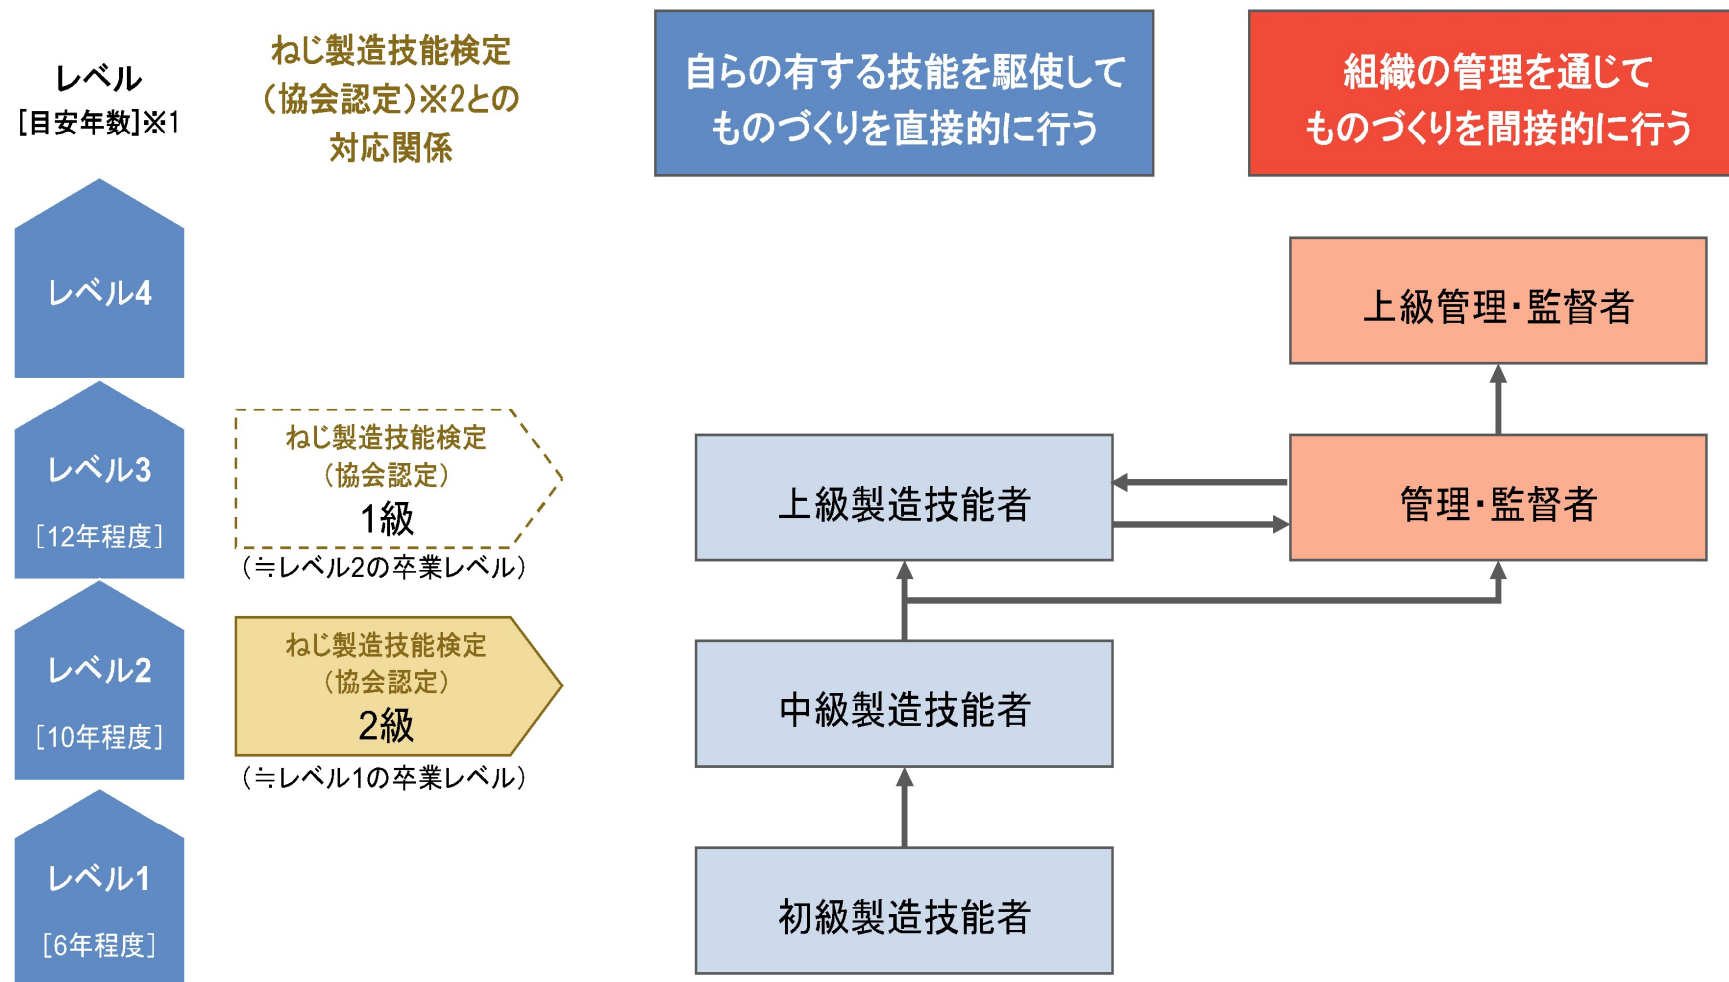 レベル
[目安年数]※1
ねじ製造技能検定
(協会認定)※2との
対応関係
自らの有する技能を駆使して
ものづくりを直接的に行う
組織の管理を通じて
ものづくりを間接的に行う
レベル4
上級管理・監督者
レベル3
[12年程度]
ねじ製造技能検定
(協会認定)
1級
(≒レベル2の卒業レベル)
上級製造技能者
管理・監督者
レベル2
[10年程度]
ねじ製造技能検定
(協会認定)
2級
(≒レベル1の卒業レベル)
中級製造技能者
レベル1
[6年程度]
初級製造技能者